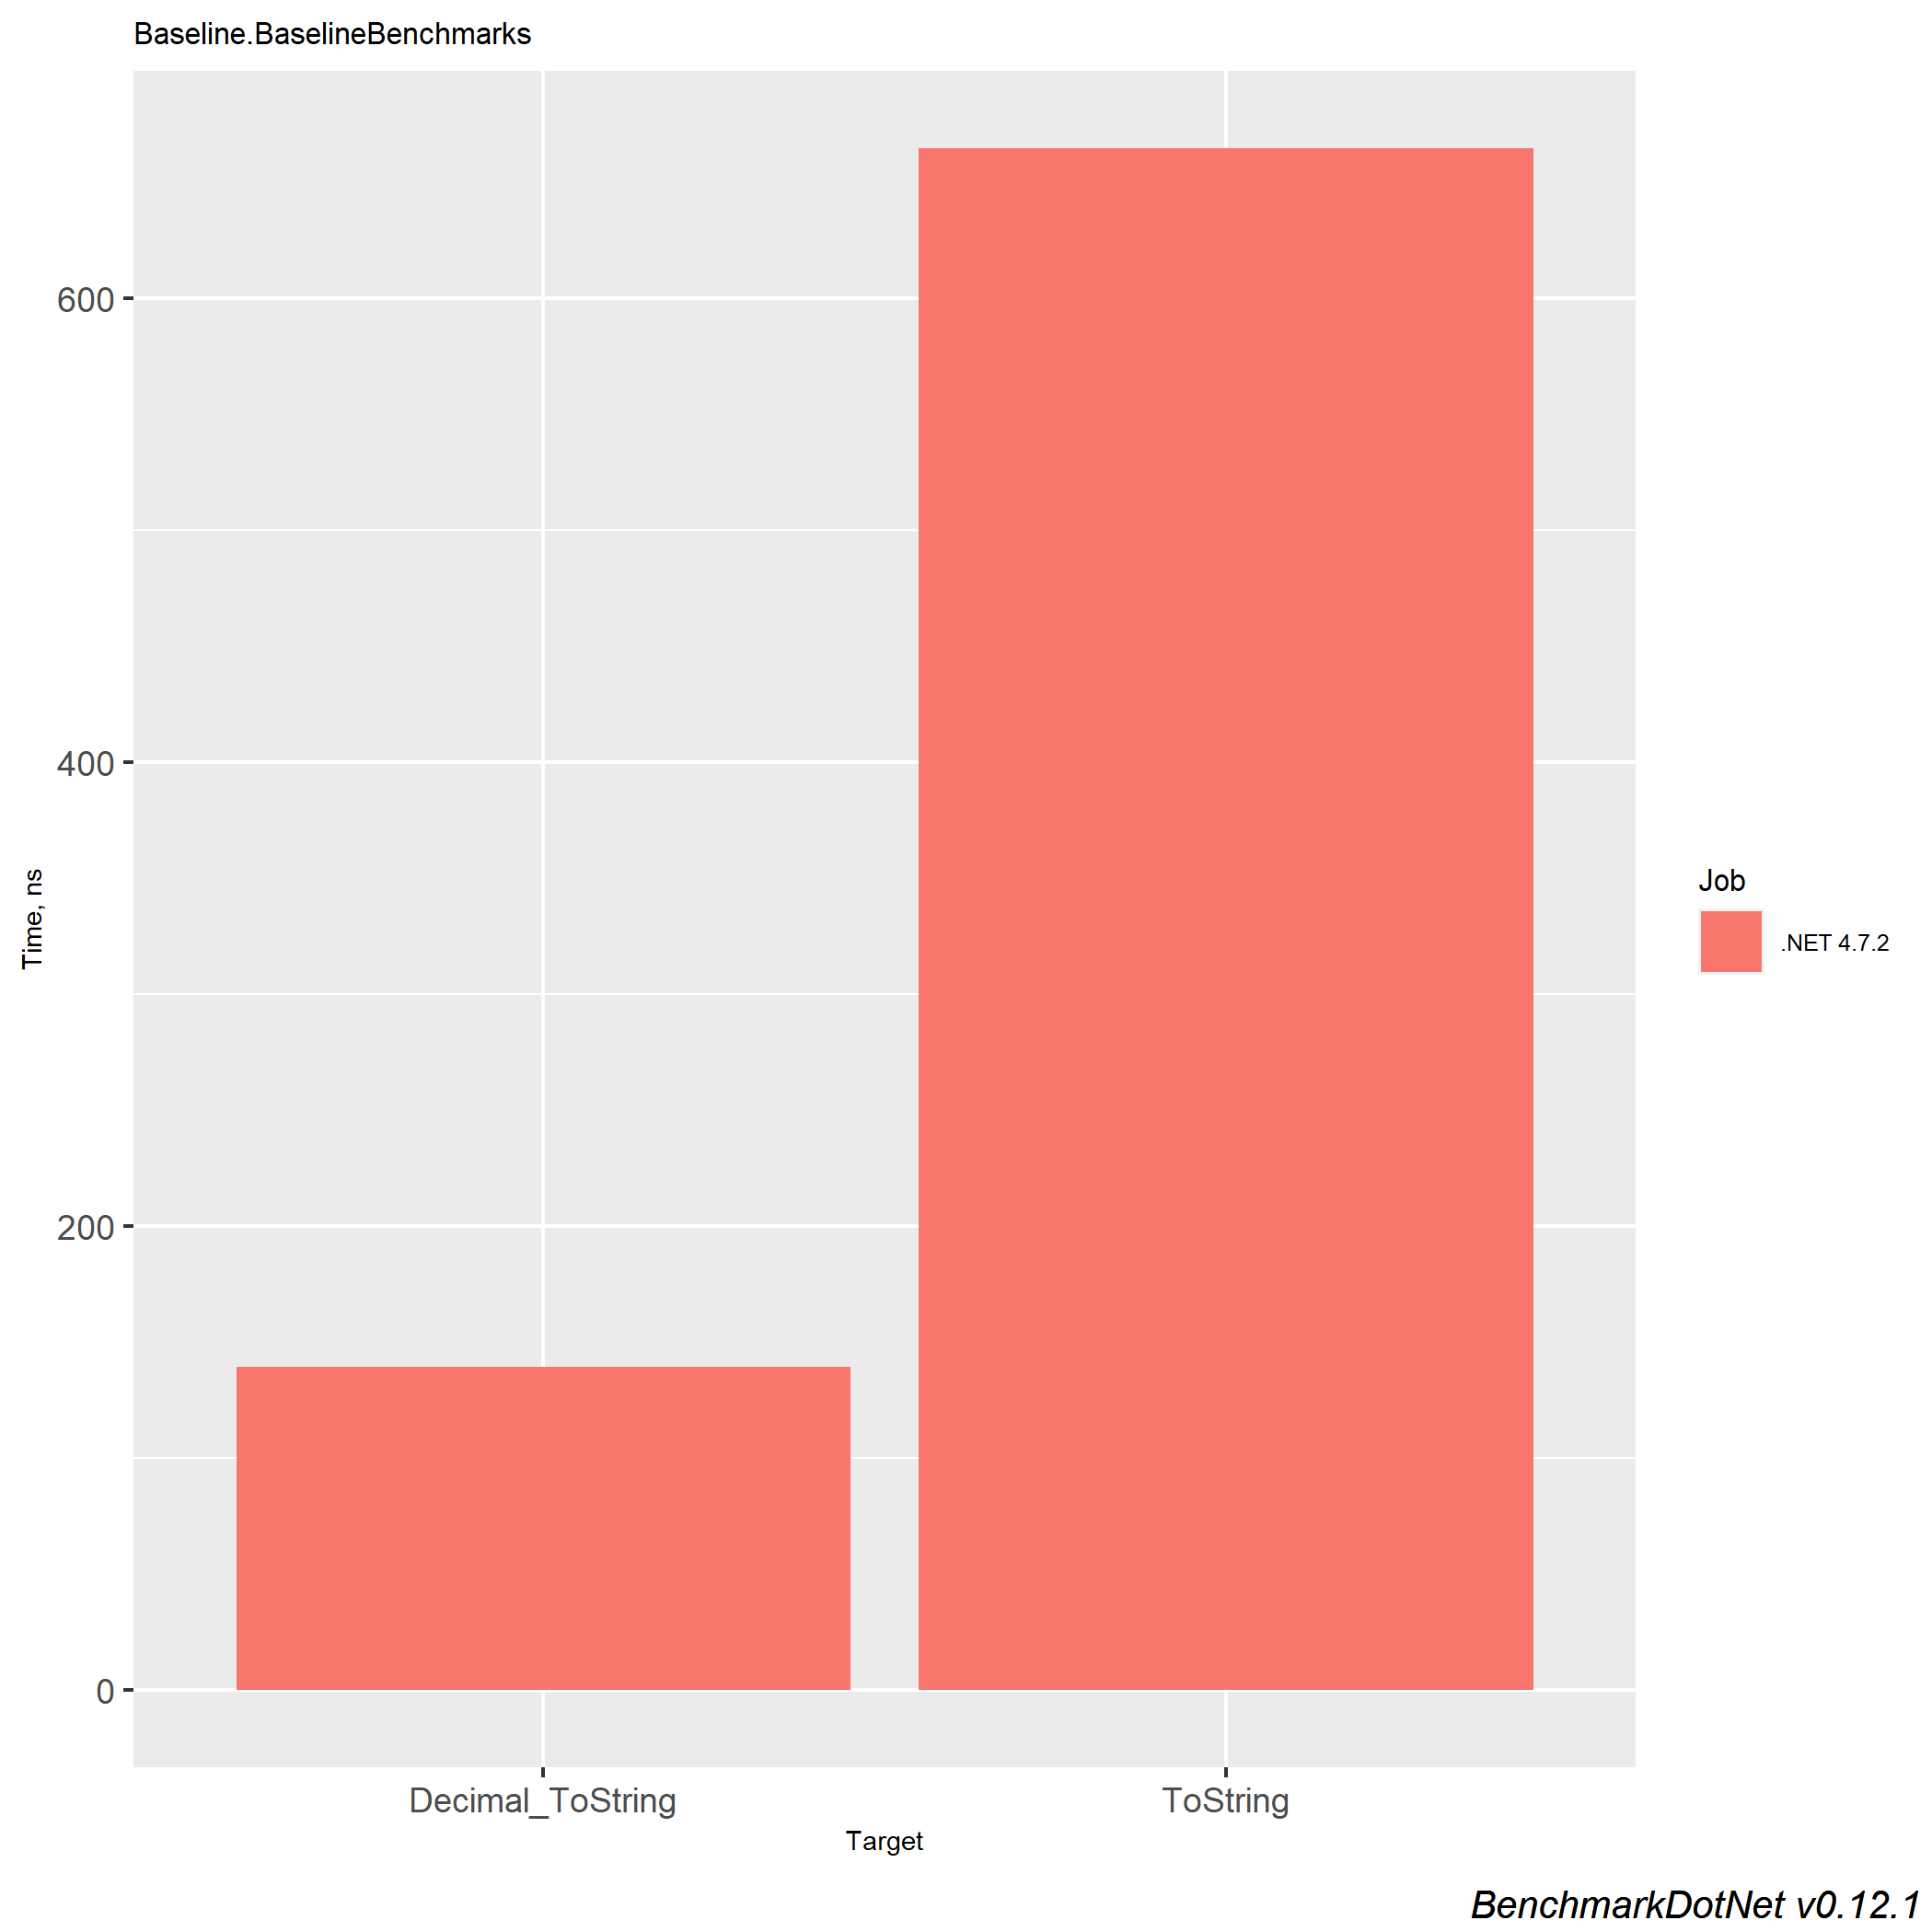 Baseline.BaselineBenchmarks
600
400
200
0
Time, ns
Decimal_ToString
ToString
Target
Job
.NET 4.7.2
BenchmarkDotNet v0.12.1